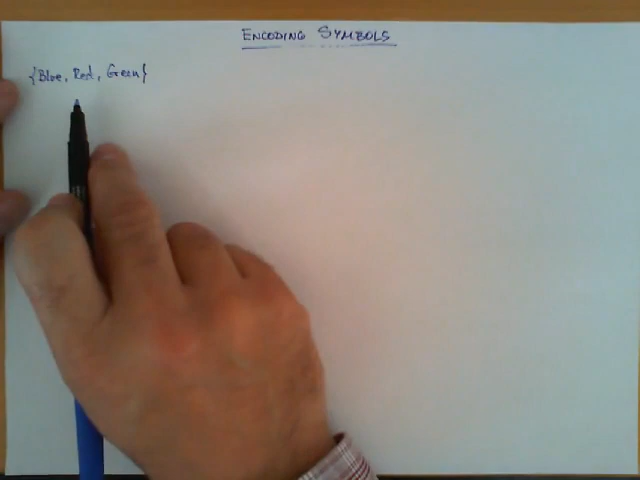 ENCODING SYMBOLS
{Blue, Red, Green}